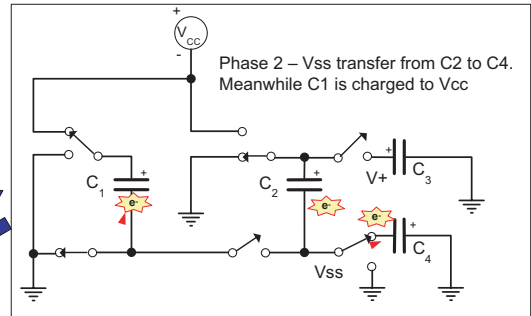 +
VCC
-
Phase 2 – Vss transfer from C2 to C4.
Meanwhile C1 is charged to Vcc
C1
+
e-
C2
+
e-
V+
+
C3
e-
+
C4
Vss